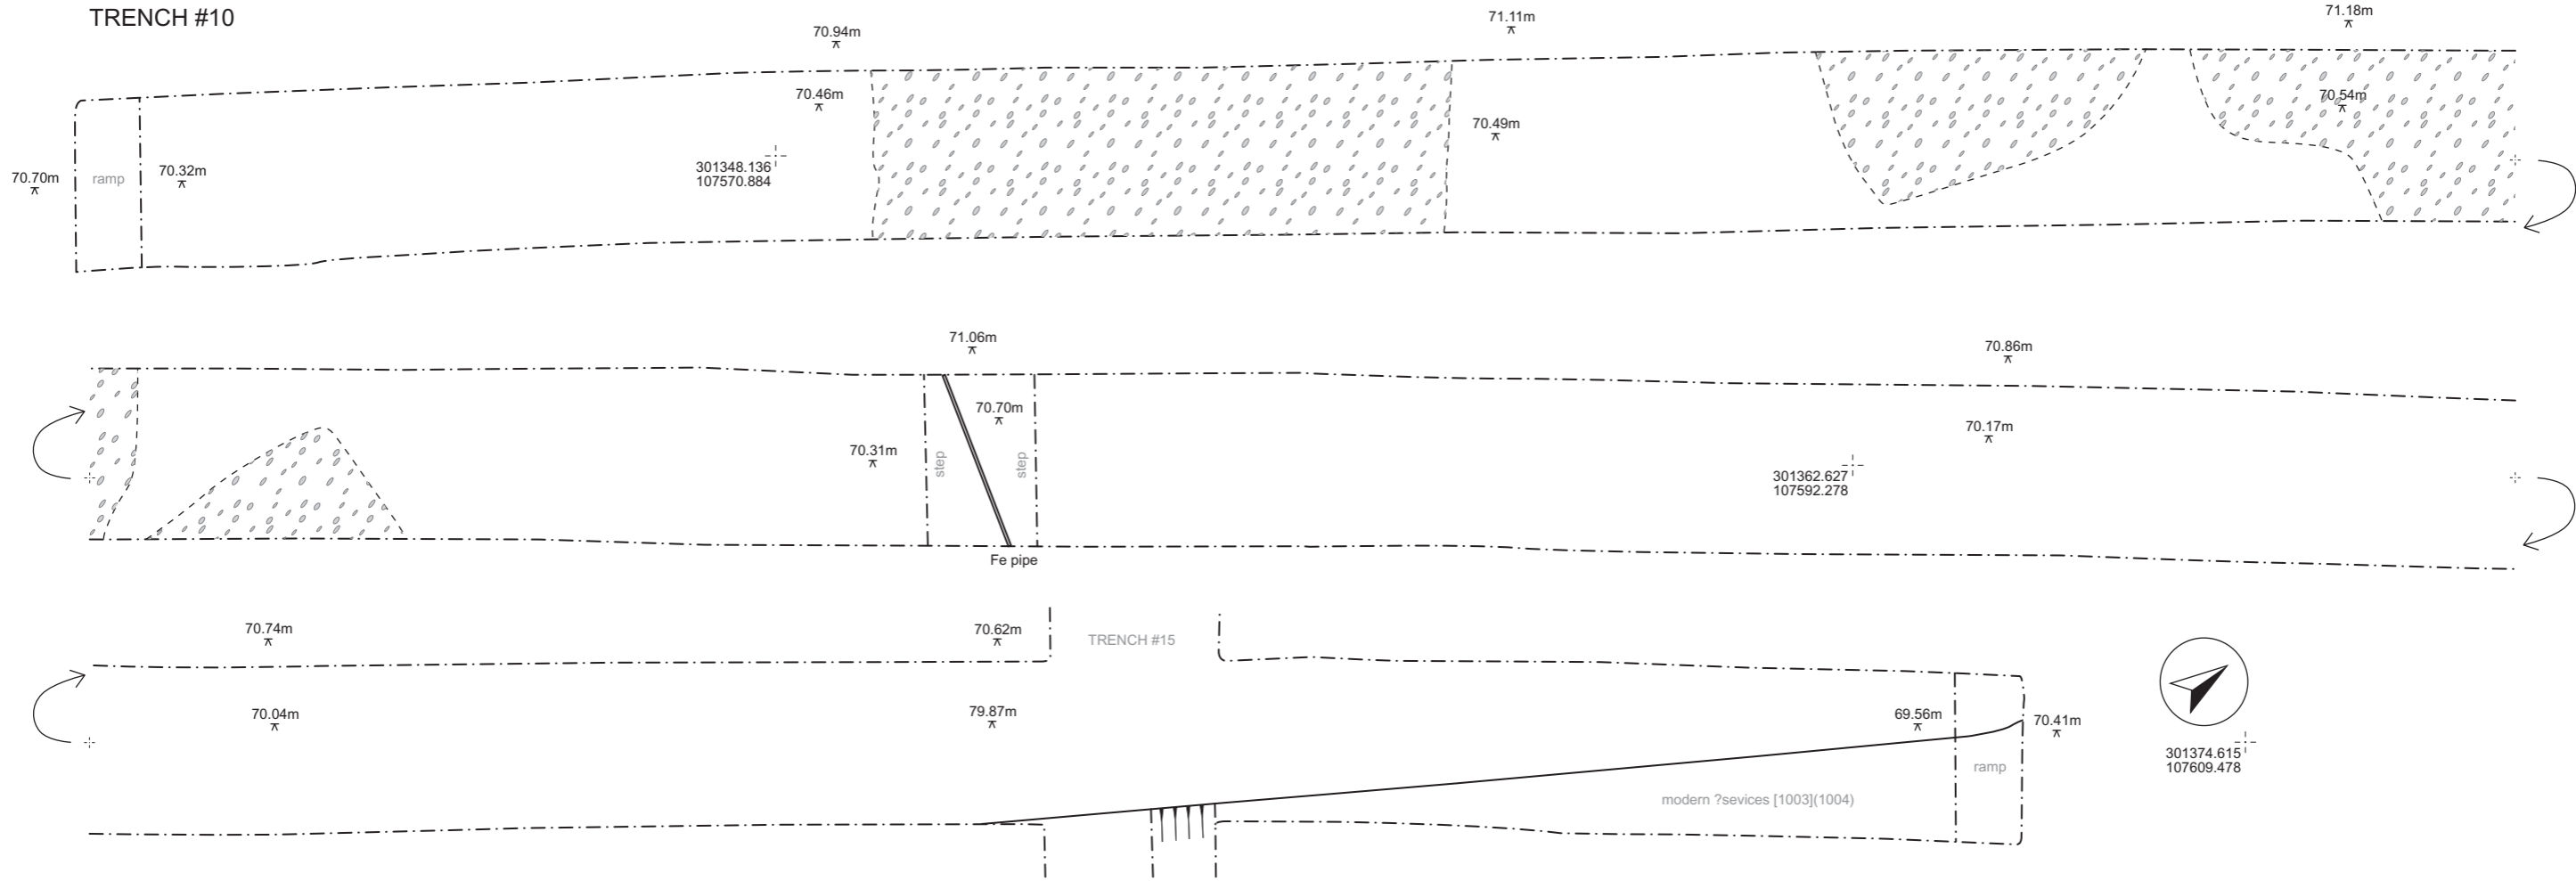 TRENCH #10
70.94m
71.11m
71.18m
70.46m
70.54m
70.49m
70.70m
ramp
70.32m
301348.136
107570.884
71.06m
70.86m
70.70m
70.17m
70.31m
step
step
301362.627
107592.278
Fe pipe
70.74m
70.62m
TRENCH #15
70.04m
79.87m
69.56m
70.41m
301374.615
107609.478
ramp
modern ?sevices [1003](1004)